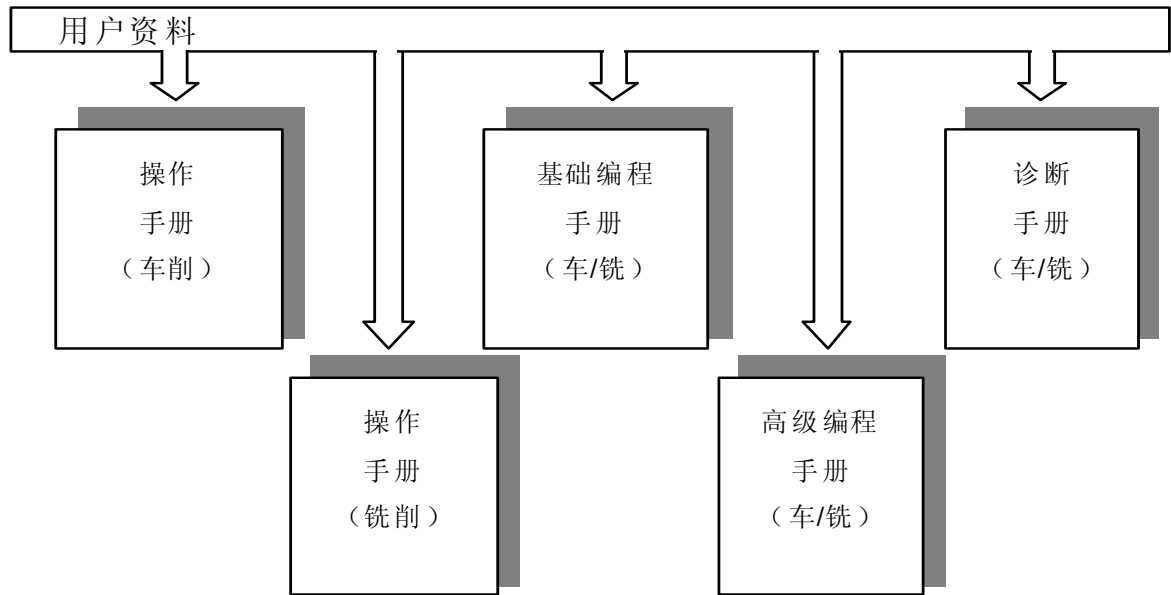 用户资料
操作
手册
（车削）
基础编程
手册
（车/铣）
诊断
手册
（车/铣）
操作
手册
（铣削）
高级编程
手册
（车/铣）